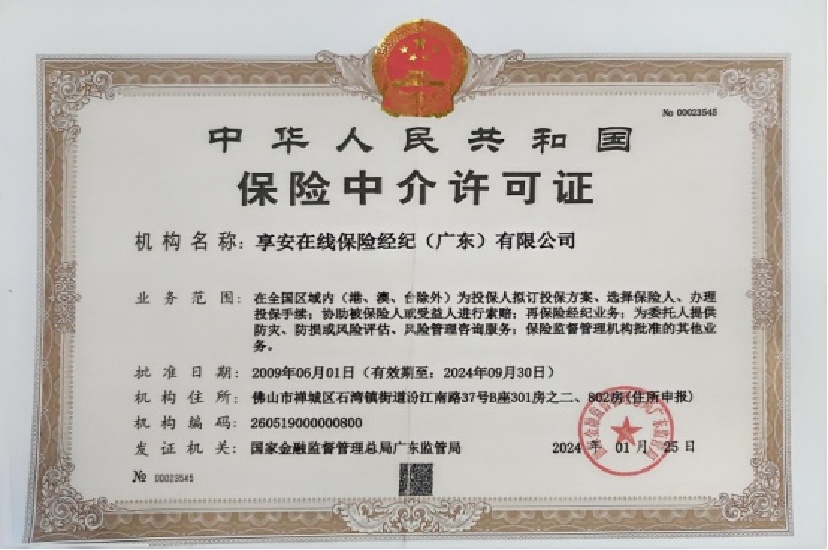 No 00023545
中华人民共和国
保险中介许可证
机构名称：享安在线保险经纪（广东）有限公司
业务范围：在全国区域内（港、澳、台除外）为投保人拟订投保方案、选择保险人、办理
投保手续；协助被保险人或受益人进行索赔；再保险经纪业务；为委托人提供
防灾、防损或风险评估、风险管理咨询服务；保险监督管理机构批准的其他业
务。
批准日期：2009年06月01日（有效期至：2024年09月30日）
机构住所：佛山市禅城区石湾镇街道汾江南路37号B座301房之二、802房(住所申报)
机构编码：260519000000800
发证机关：国家金融监督管理总局广东监管局
2024 年 01 月 25 日
№ 00023545